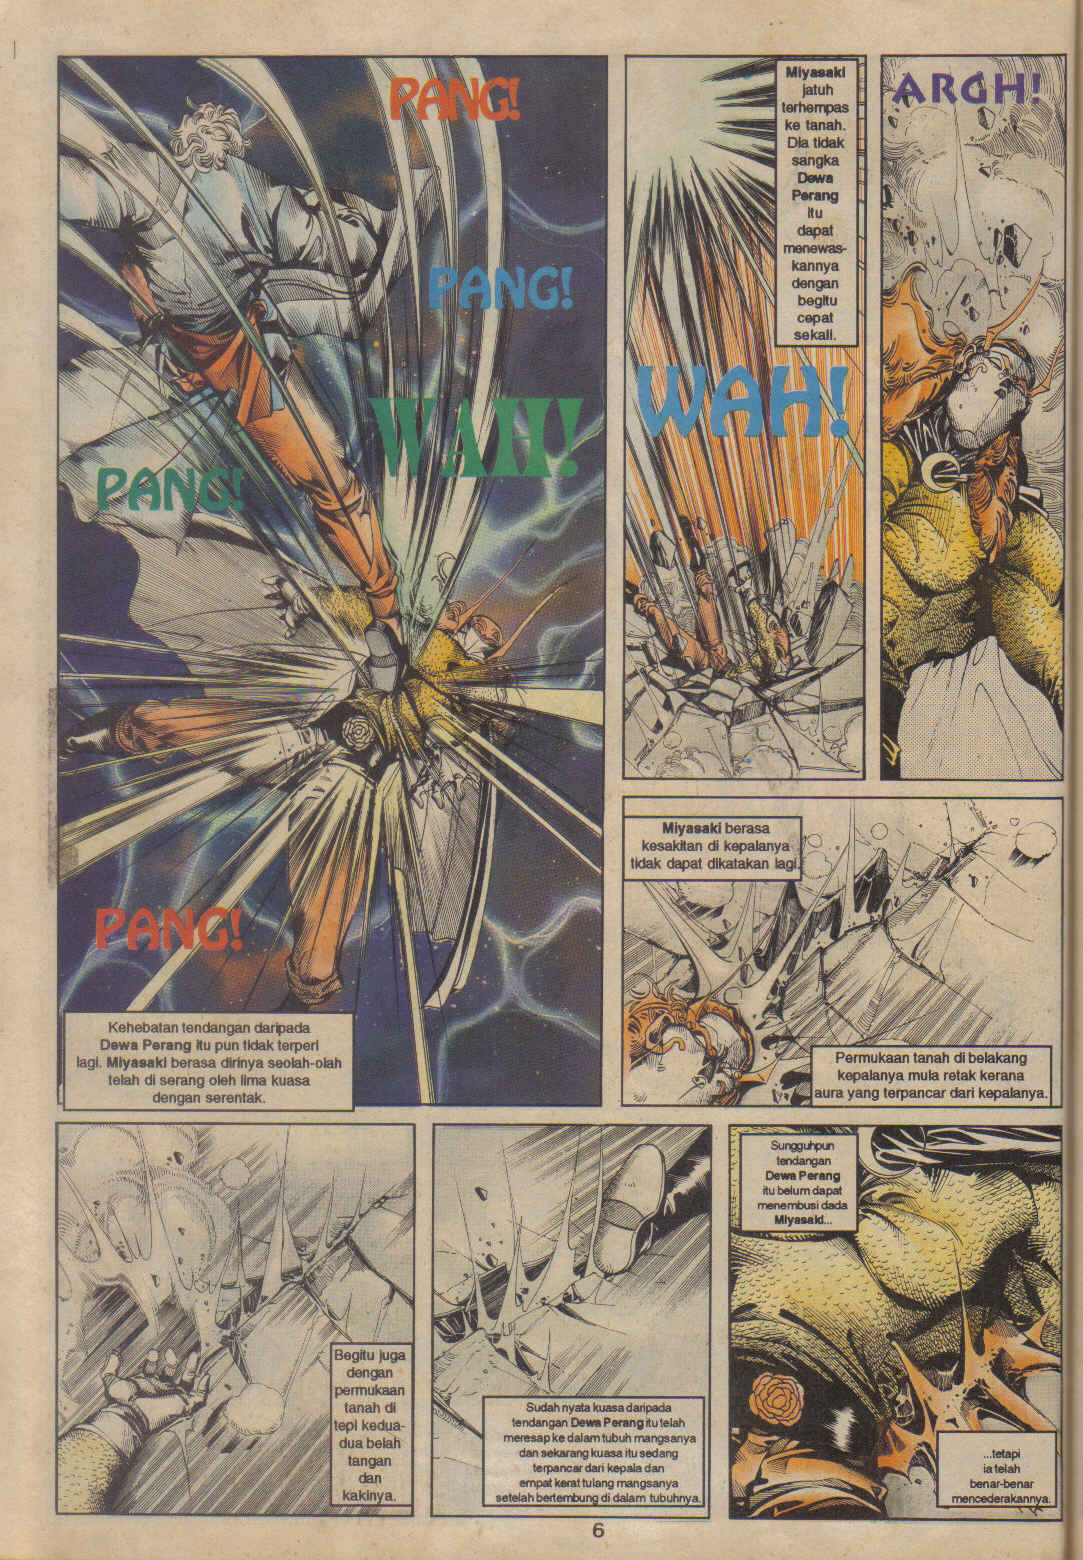 PANG!
PANG!
WAH!
PANG!
PANG!
Kehebatan tendangan daripada
Dewa Perang itu pun tidak terperi
lagi. Miyasaki berasa dirinya seolah-olah
telah di serang oleh lima kuasa
dengan serentak.
Miyasaki
jatuh
terhempas
ke tanah.
Dia tidak
sangka
Dewa
Perang
itu
dapat
menewas-
kannya
dengan
begitu
cepat
sekali.
WAH!
ARGH!
Miyasaki berasa
kesakitan di kepalanya
tidak dapat dikatakan lagi.
Permukaan tanah di belakang
kepalanya mula retak kerana
aura yang terpancar dari kepalanya.
Begitu juga
dengan
permukaan
tanah di
tepi kedua-
dua belah
tangan
dan
kakinya.
Sudah nyata kuasa daripada
tendangan Dewa Perang itu telah
meresap ke dalam tubuh mangsanya
dan sekarang kuasa itu sedang
terpancar dari kepala dan
empat kerat tulang mangsanya
setelah bertembung di dalam tubuhnya.
Sungguhpun
tendangan
Dewa Perang
itu belum dapat
menembusi dada
Miyasaki...
...tetapi
ia telah
benar-benar
mencederakannya.
6